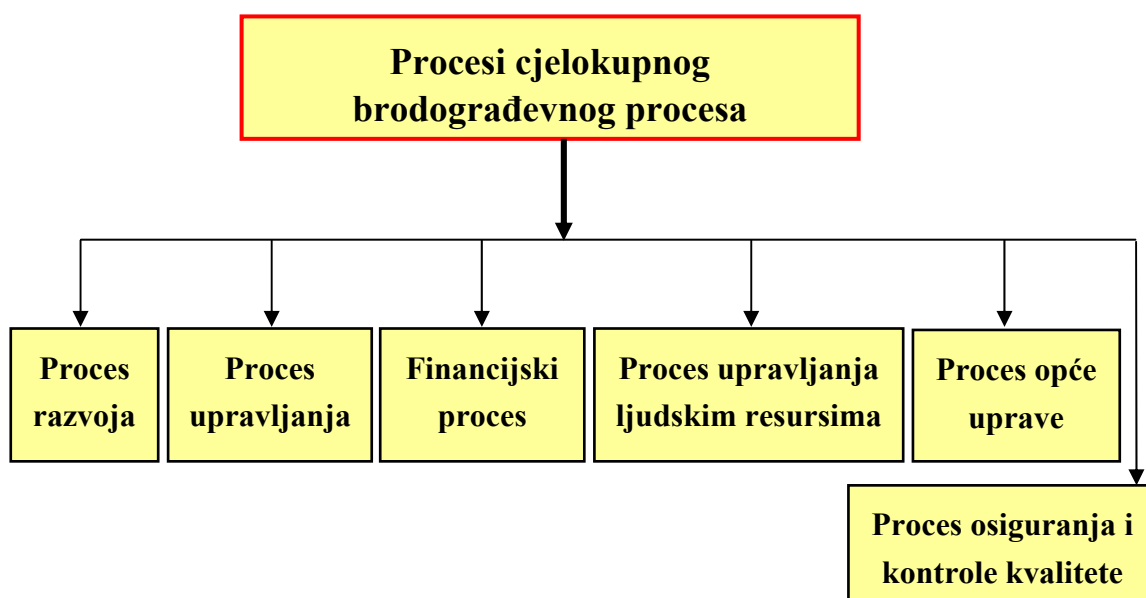 Procesi cjelokupnog
brodograđevnog procesa
Proces
razvoja
Proces
upravljanja
Financijski
proces
Proces upravljanja
ljudskim resursima
Proces opće
uprave
Proces osiguranja i
kontrole kvalitete